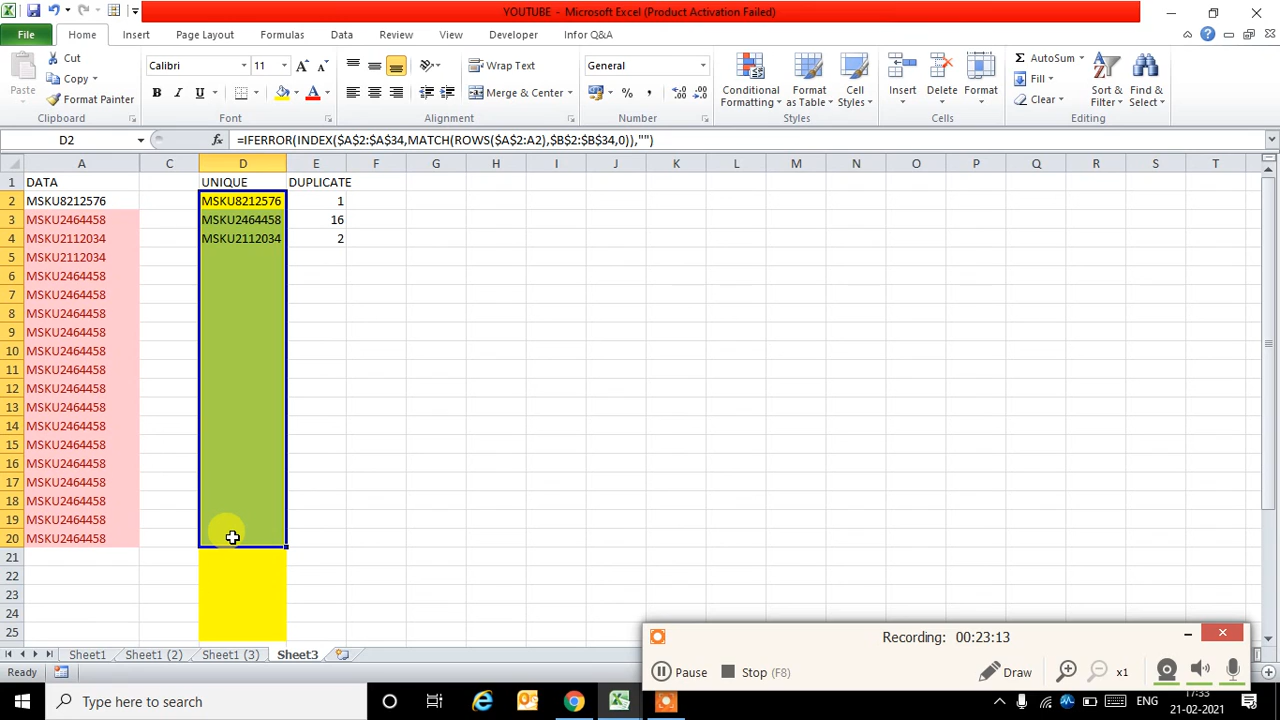 YOUTUBE - Microsoft Excel (Product Activation Failed)
File Home Insert Page Layout Formulas Data Review View Developer Infor Q&A
Paste Cut Copy Format Painter Clipboard
Calibri 11 A A B I U A Font
Wrap Text Merge & Center Alignment
General % , Number
Conditional Formatting Format as Table Cell Styles Styles
Insert Delete Format Cells
AutoSum Fill Clear Sort & Filter Find & Select Editing
D2 fx =IFERROR(INDEX($A$2:$A$34,MATCH(ROWS($A$2:A2),$B$2:$B$34,0)),"")
A C D E F G H I J K L M N O P Q R S T
1 DATA UNIQUE DUPLICATE
2 MSKU8212576 MSKU8212576 1
3 MSKU2464458 MSKU2464458 16
4 MSKU2112034 MSKU2112034 2
5 MSKU2112034
6 MSKU2464458
7 MSKU2464458
8 MSKU2464458
9 MSKU2464458
10 MSKU2464458
11 MSKU2464458
12 MSKU2464458
13 MSKU2464458
14 MSKU2464458
15 MSKU2464458
16 MSKU2464458
17 MSKU2464458
18 MSKU2464458
19 MSKU2464458
20 MSKU2464458
21
22
23
24
25
Recording: 00:23:13
Pause Stop (F8) Draw x1
Sheet1 Sheet1 (2) Sheet1 (3) Sheet3
Ready
Type here to search
ENG
17:33
21-02-2021